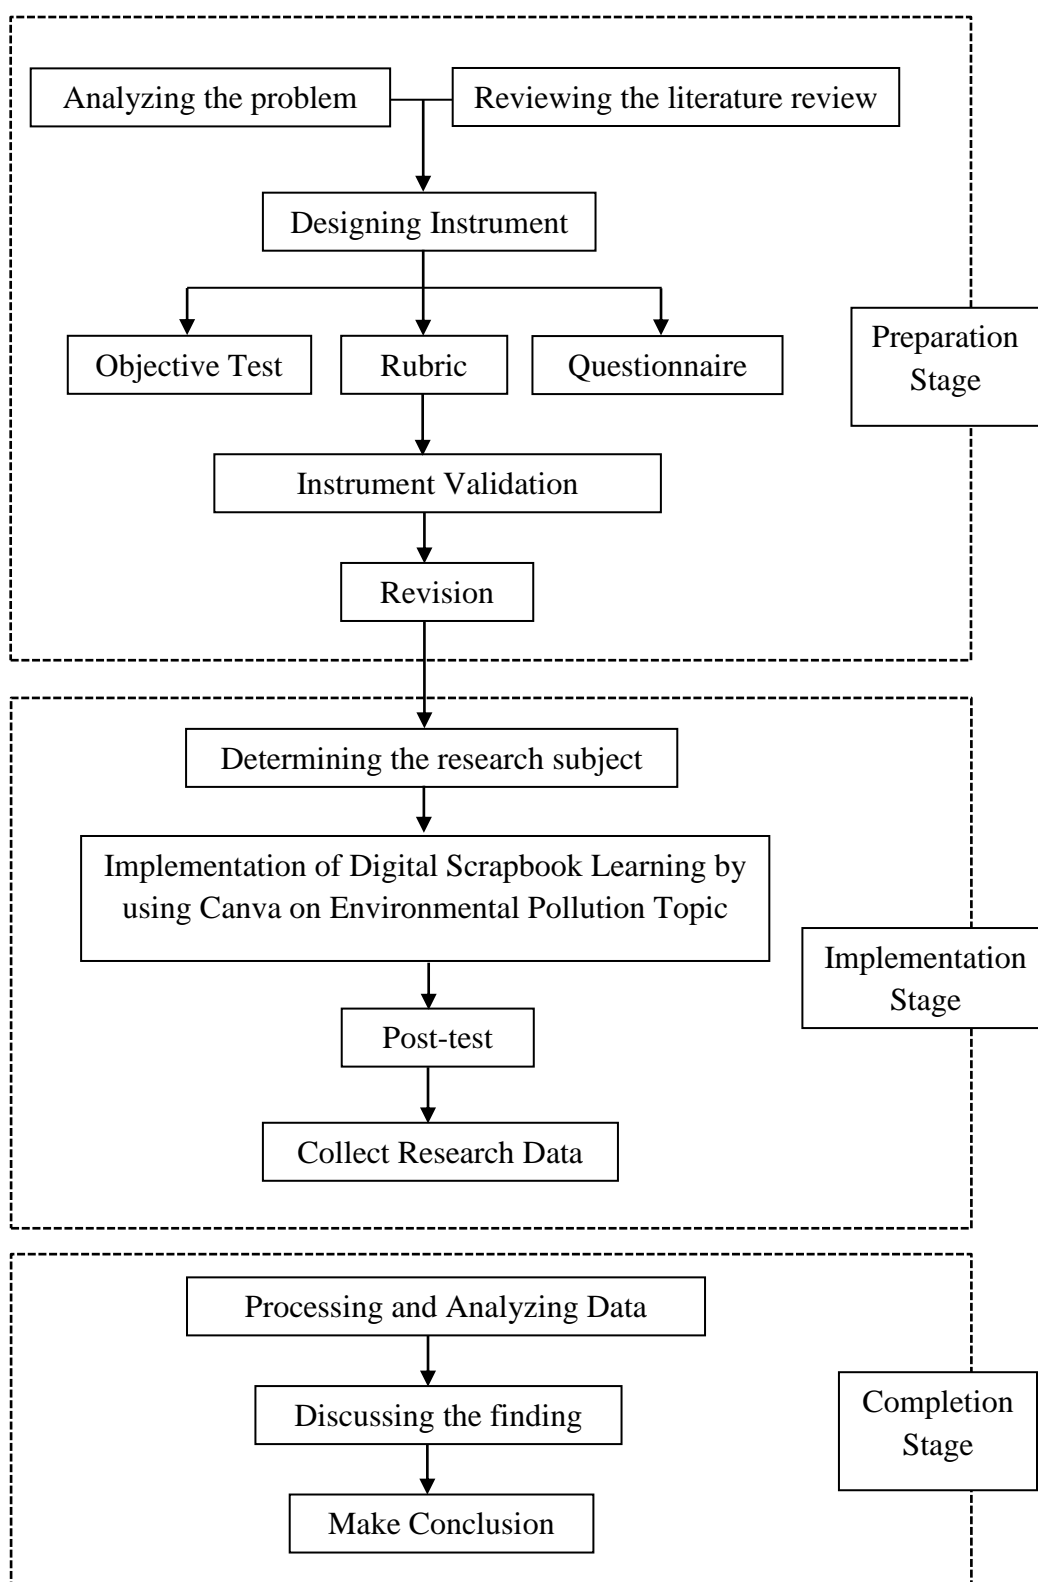 Analyzing the problem
Reviewing the literature review
Designing Instrument
Objective Test
Rubric
Questionnaire
Preparation
Stage
Instrument Validation
Revision
Determining the research subject
Implementation of Digital Scrapbook Learning by
using Canva on Environmental Pollution Topic
Implementation
Stage
Post-test
Collect Research Data
Processing and Analyzing Data
Discussing the finding
Completion
Stage
Make Conclusion